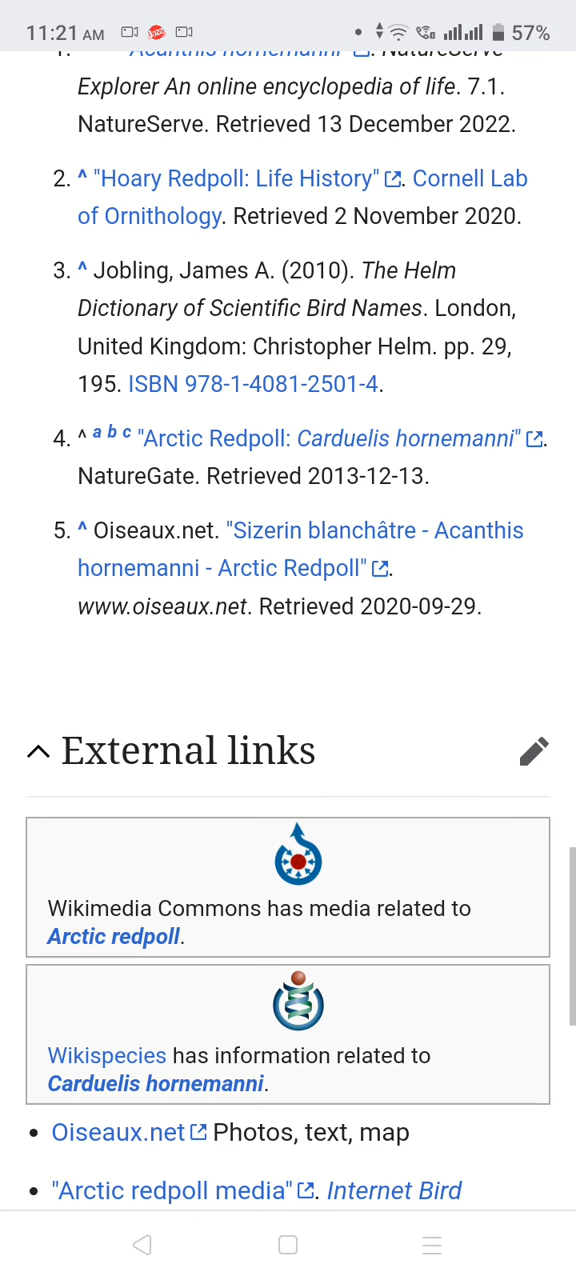 11:21 AM 57%
1. Acanthis hornemanni . NatureServe
Explorer An online encyclopedia of life. 7.1.
NatureServe. Retrieved 13 December 2022.
2. ^ "Hoary Redpoll: Life History" . Cornell Lab
of Ornithology. Retrieved 2 November 2020.
3. ^ Jobling, James A. (2010). The Helm
Dictionary of Scientific Bird Names. London,
United Kingdom: Christopher Helm. pp. 29,
195. ISBN 978-1-4081-2501-4.
4. ^ a b c "Arctic Redpoll: Carduelis hornemanni" .
NatureGate. Retrieved 2013-12-13.
5. ^ Oiseaux.net. "Sizerin blanchâtre - Acanthis
hornemanni - Arctic Redpoll" .
www.oiseaux.net. Retrieved 2020-09-29.
External links
Wikimedia Commons has media related to
Arctic redpoll.
Wikispecies has information related to
Carduelis hornemanni.
• Oiseaux.net Photos, text, map
• "Arctic redpoll media" . Internet Bird